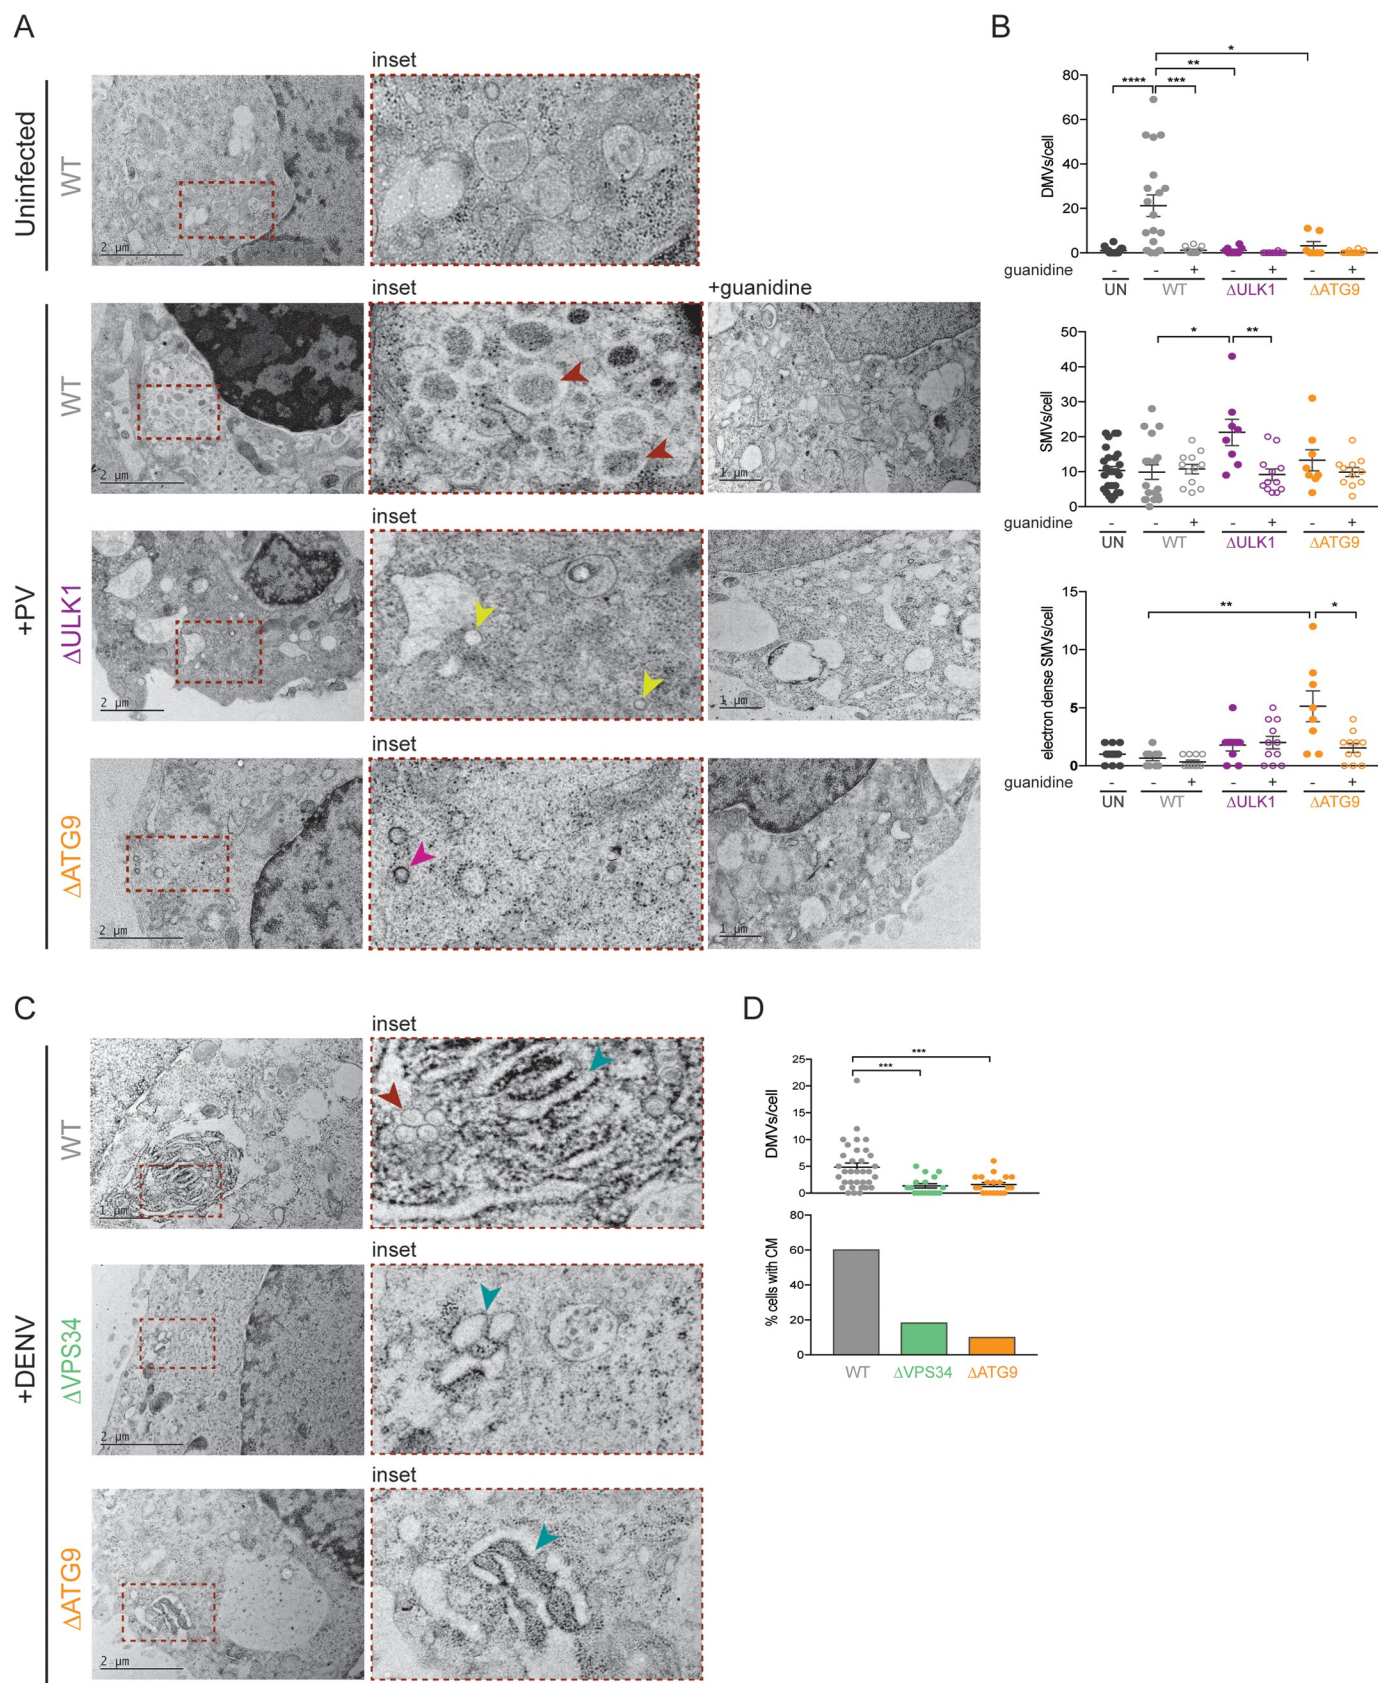 A
inset
Uninfected
WT
2 µm
+PV
inset
+guanidine
WT
2 µm
1 µm
inset
ΔULK1
2 µm
1 µm
inset
ΔATG9
2 µm
1 µm
B
DMVs/cell
80
60
40
20
0
**** *** ** *
guanidine - - + - + - +
UN WT ΔULK1 ΔATG9
SMVs/cell
50
40
30
20
10
0
* **
guanidine - - + - + - +
UN WT ΔULK1 ΔATG9
electron dense SMVs/cell
15
10
5
0
** *
guanidine - - + - + - +
UN WT ΔULK1 ΔATG9
C
+DENV
inset
WT
1 µm
inset
ΔVPS34
2 µm
inset
ΔATG9
2 µm
D
DMVs/cell
25
20
15
10
5
0
***
***
% cells with CM
80
60
40
20
0
WT ΔVPS34 ΔATG9